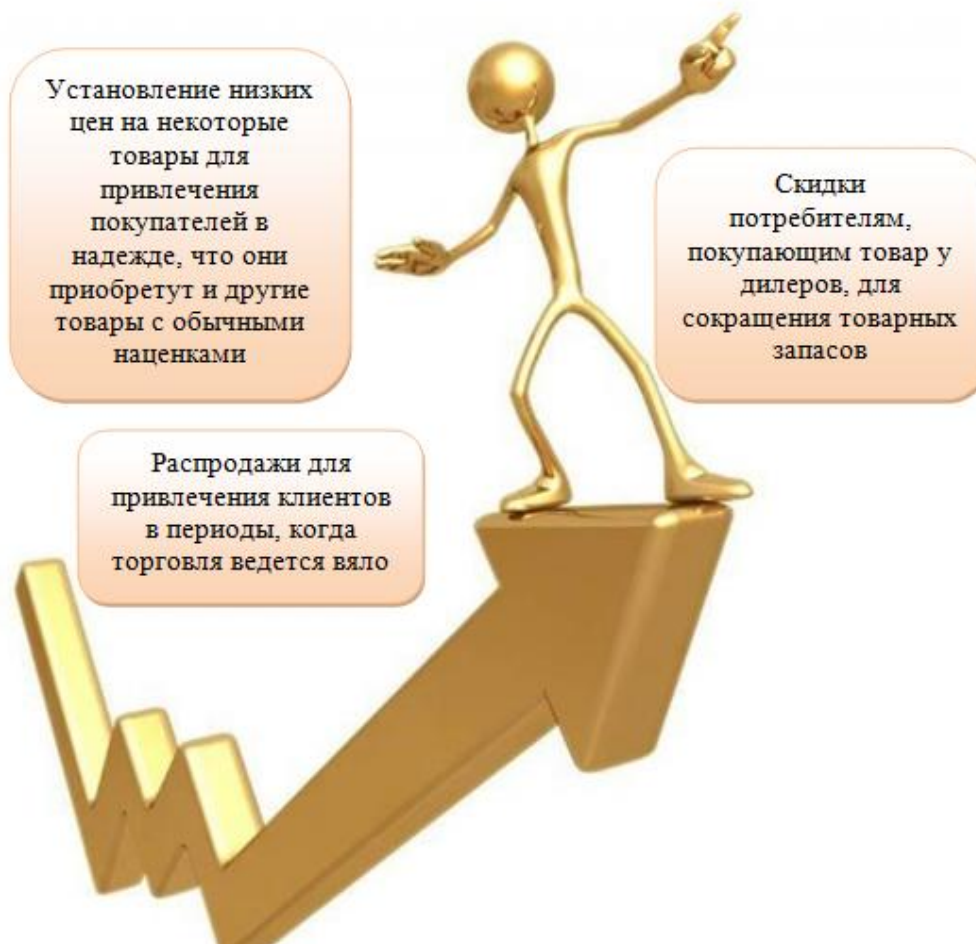 Установление низких
цен на некоторые
товары для
привлечения
покупателей в
надежде, что они
приобретут и другие
товары с обычными
наценками
Скидки
потребителям,
покупающим товар у
дилеров, для
сокращения товарных
запасов
Распродажи для
привлечения клиентов
в периоды, когда
торговля ведется вяло